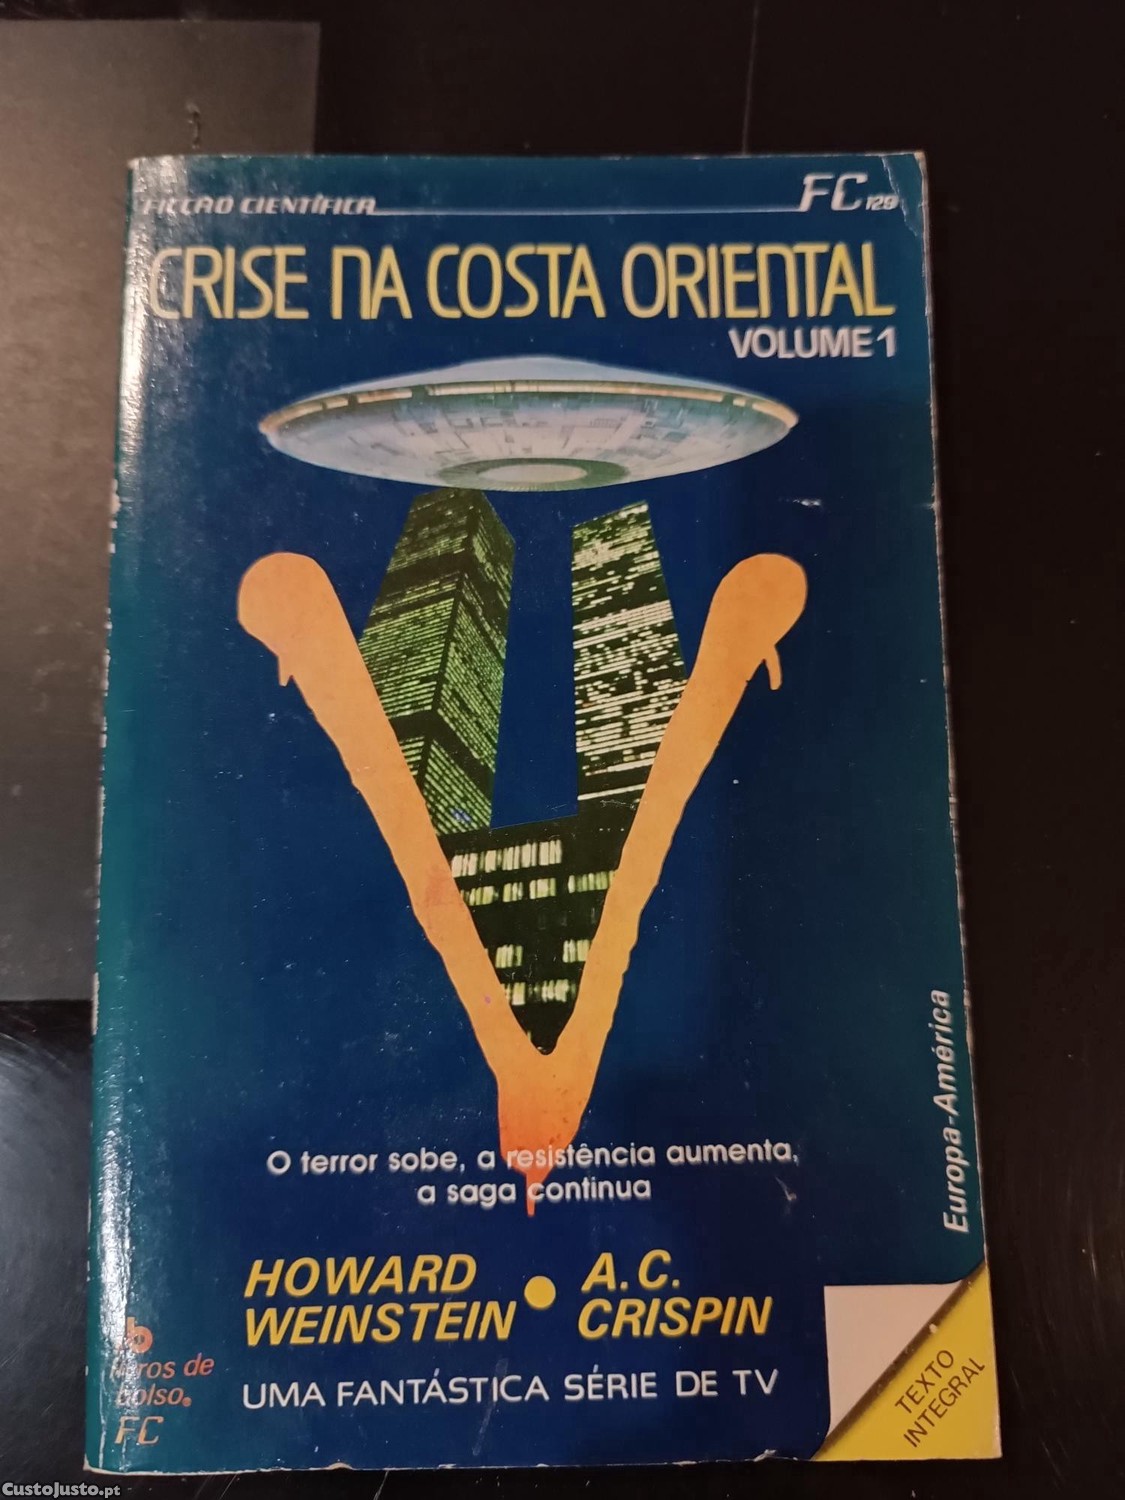 FICÇÃO CIENTÍFICA
FC 129
CRISE NA COSTA ORIENTAL
VOLUME 1
V
O terror sobe, a resistência aumenta,
a saga continua
HOWARD
WEINSTEIN
A.C.
CRISPIN
UMA FANTÁSTICA SÉRIE DE TV
Europa-América
TEXTO
INTEGRAL
b
livros de
bolso.
FC
CustoJusto.pt